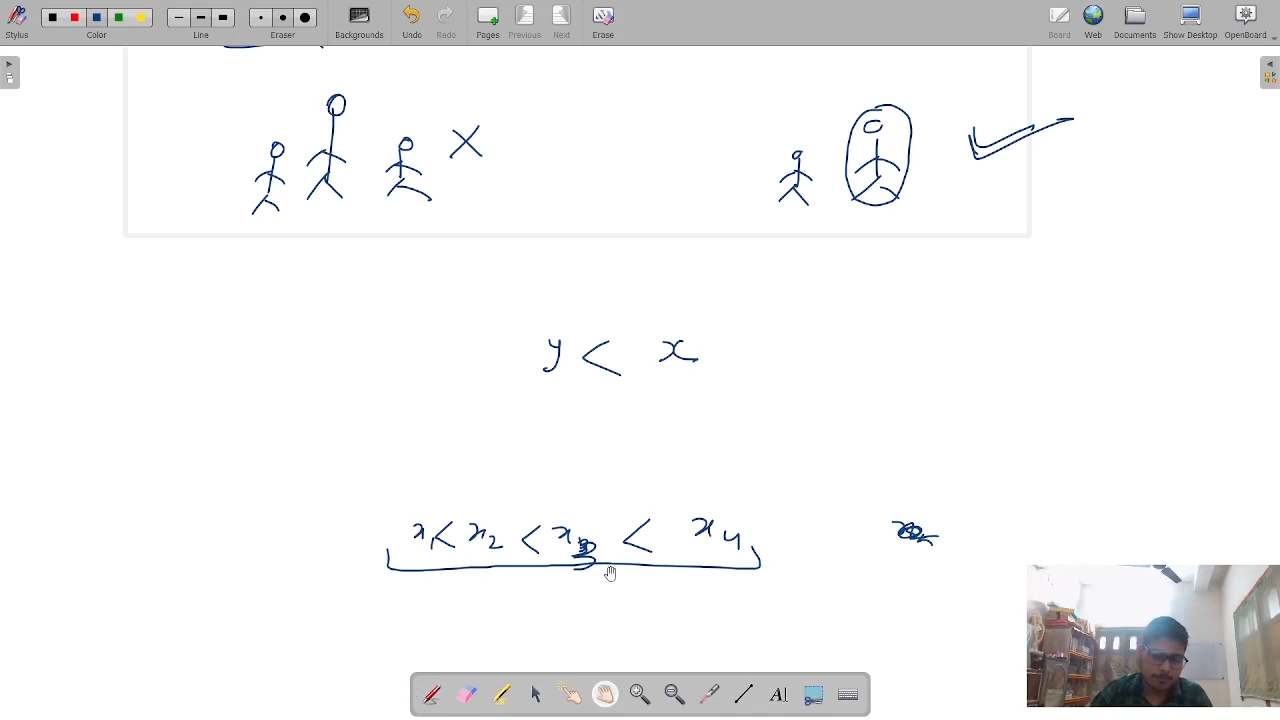 Stylus Color Line Eraser Backgrounds Undo Redo Pages Previous Next Erase Board Web Documents Show Desktop OpenBoard
y < x
x₁ < x₂ < x₃ < x₄
AI